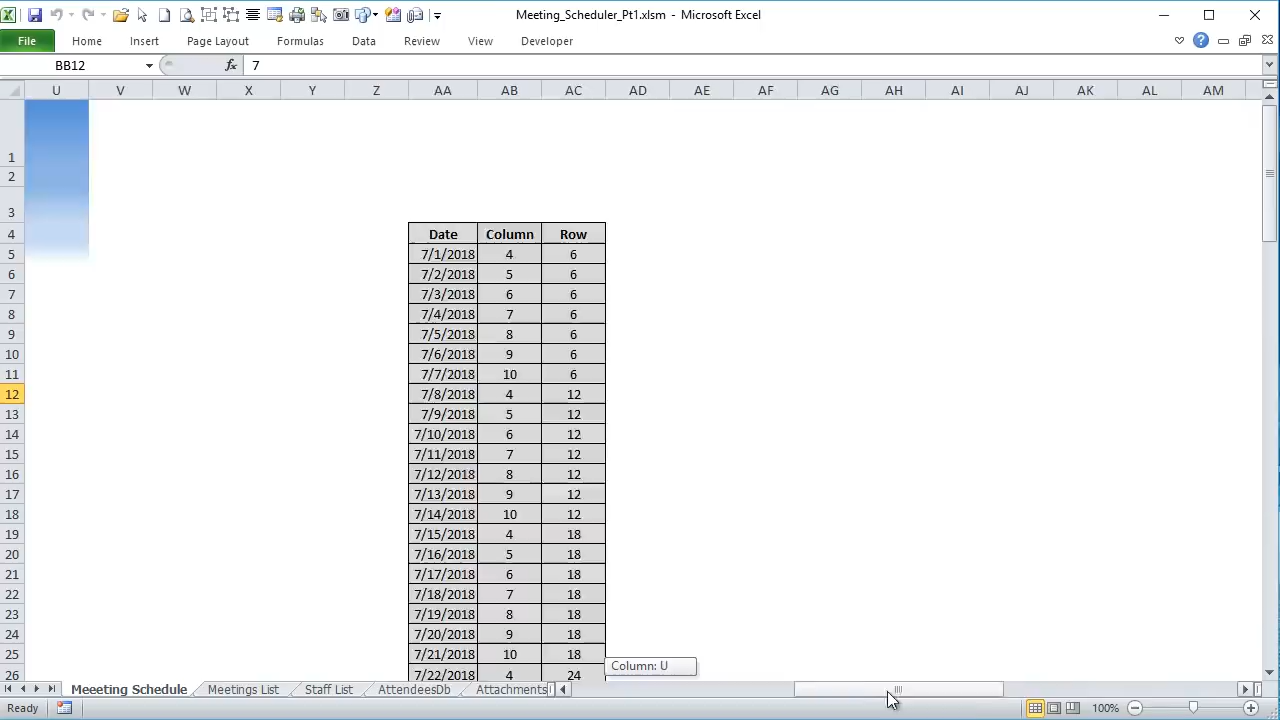 Meeting_Scheduler_Pt1.xlsm - Microsoft Excel
File Home Insert Page Layout Formulas Data Review View Developer
BB12 fx 7
U V W X Y Z AA AB AC AD AE AF AG AH AI AJ AK AL AM
1
2
3
4 Date Column Row
5 7/1/2018 4 6
6 7/2/2018 5 6
7 7/3/2018 6 6
8 7/4/2018 7 6
9 7/5/2018 8 6
10 7/6/2018 9 6
11 7/7/2018 10 6
12 7/8/2018 4 12
13 7/9/2018 5 12
14 7/10/2018 6 12
15 7/11/2018 7 12
16 7/12/2018 8 12
17 7/13/2018 9 12
18 7/14/2018 10 12
19 7/15/2018 4 18
20 7/16/2018 5 18
21 7/17/2018 6 18
22 7/18/2018 7 18
23 7/19/2018 8 18
24 7/20/2018 9 18
25 7/21/2018 10 18
Column: U
26 7/22/2018 4 24
Meeeting Schedule Meetings List Staff List AttendeesDb Attachments
Ready 100%